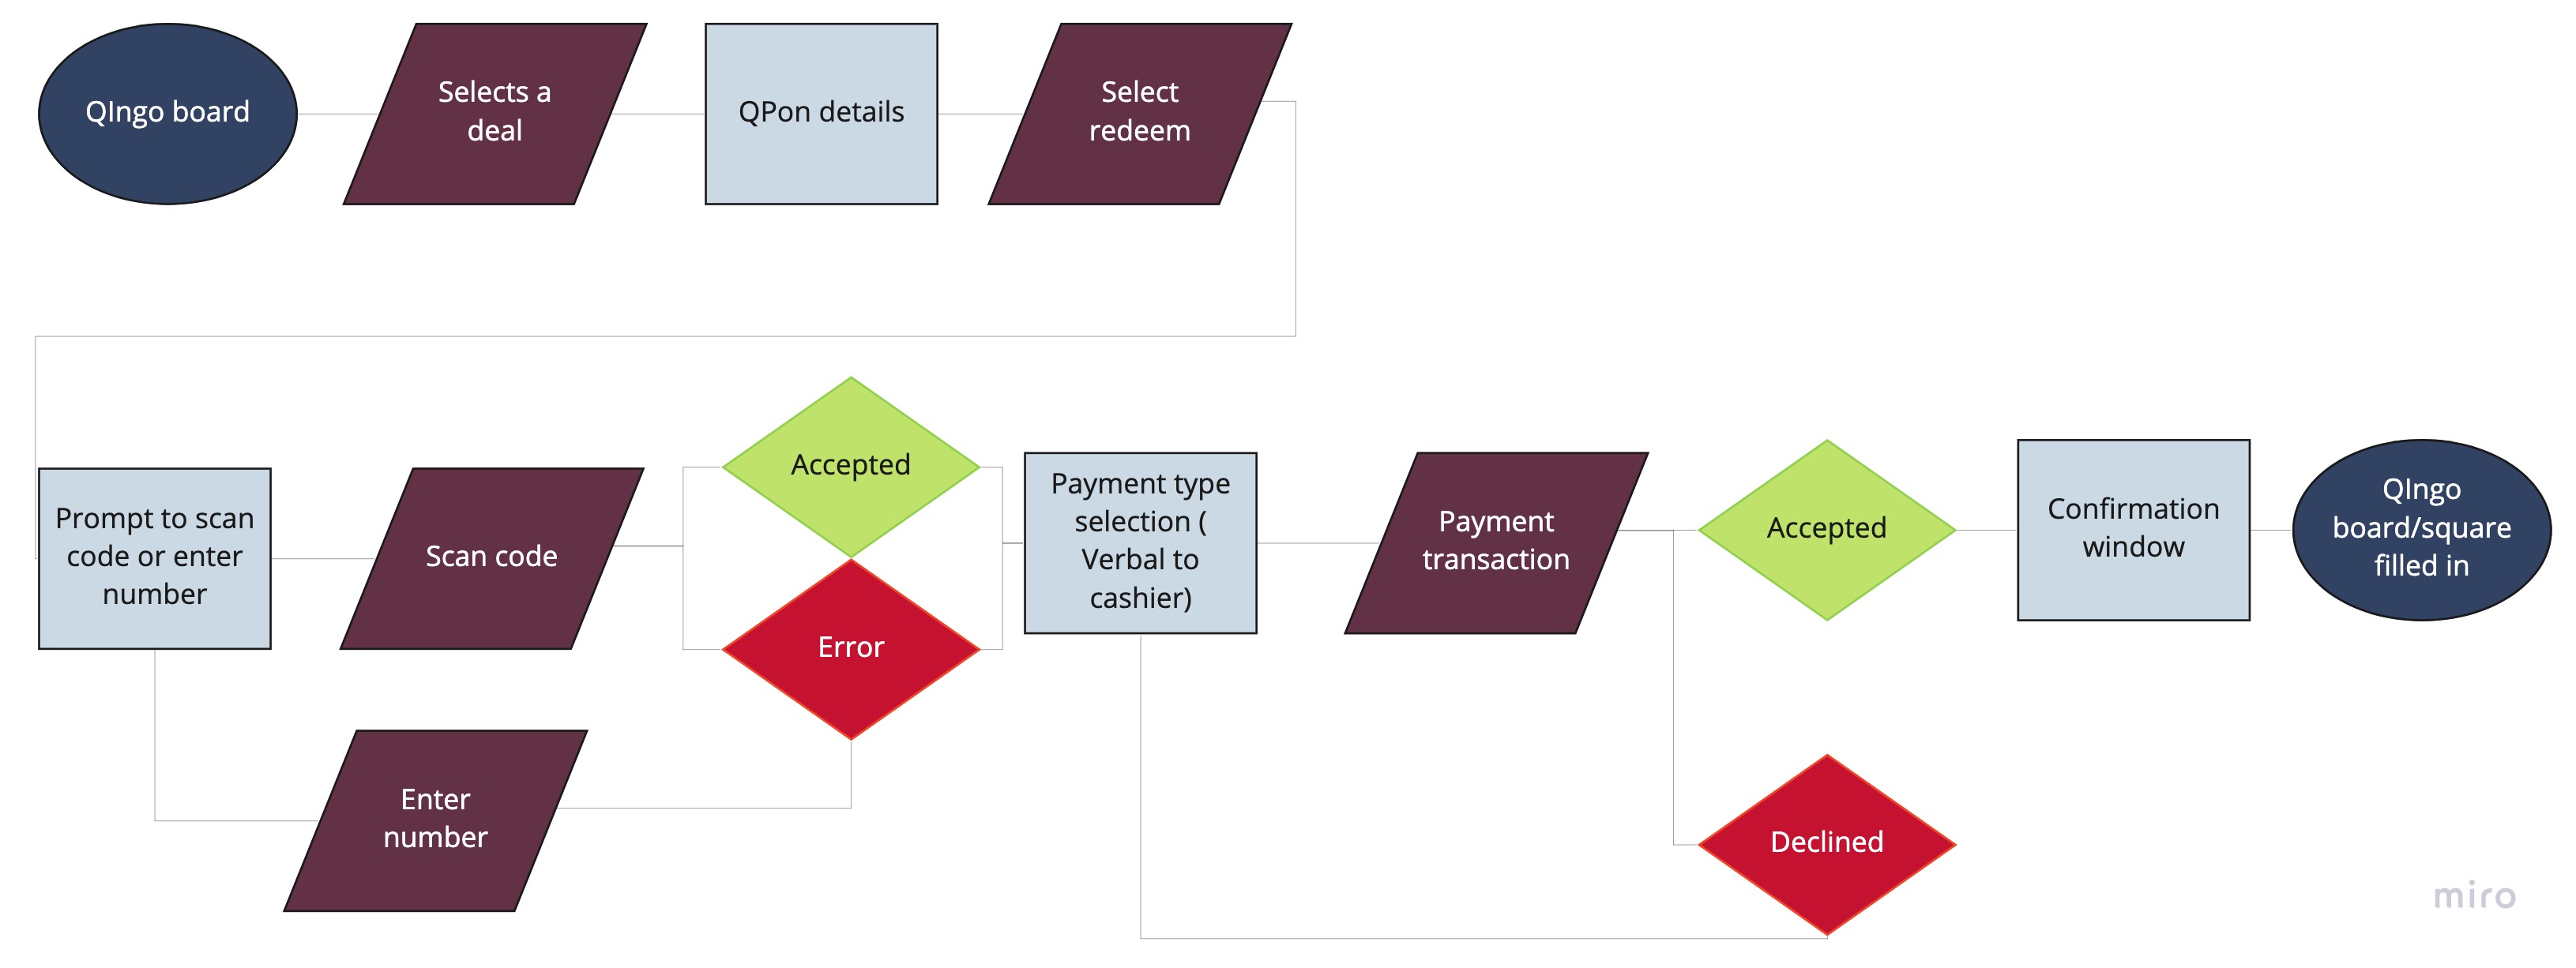 QIngo board
Selects a
deal
QPon details
Select
redeem
Accepted
Prompt to scan
code or enter
number
Scan code
Error
Payment type
selection (
Verbal to
cashier)
Payment
transaction
Accepted
Confirmation
window
QIngo
board/square
filled in
Enter
number
Declined
miro